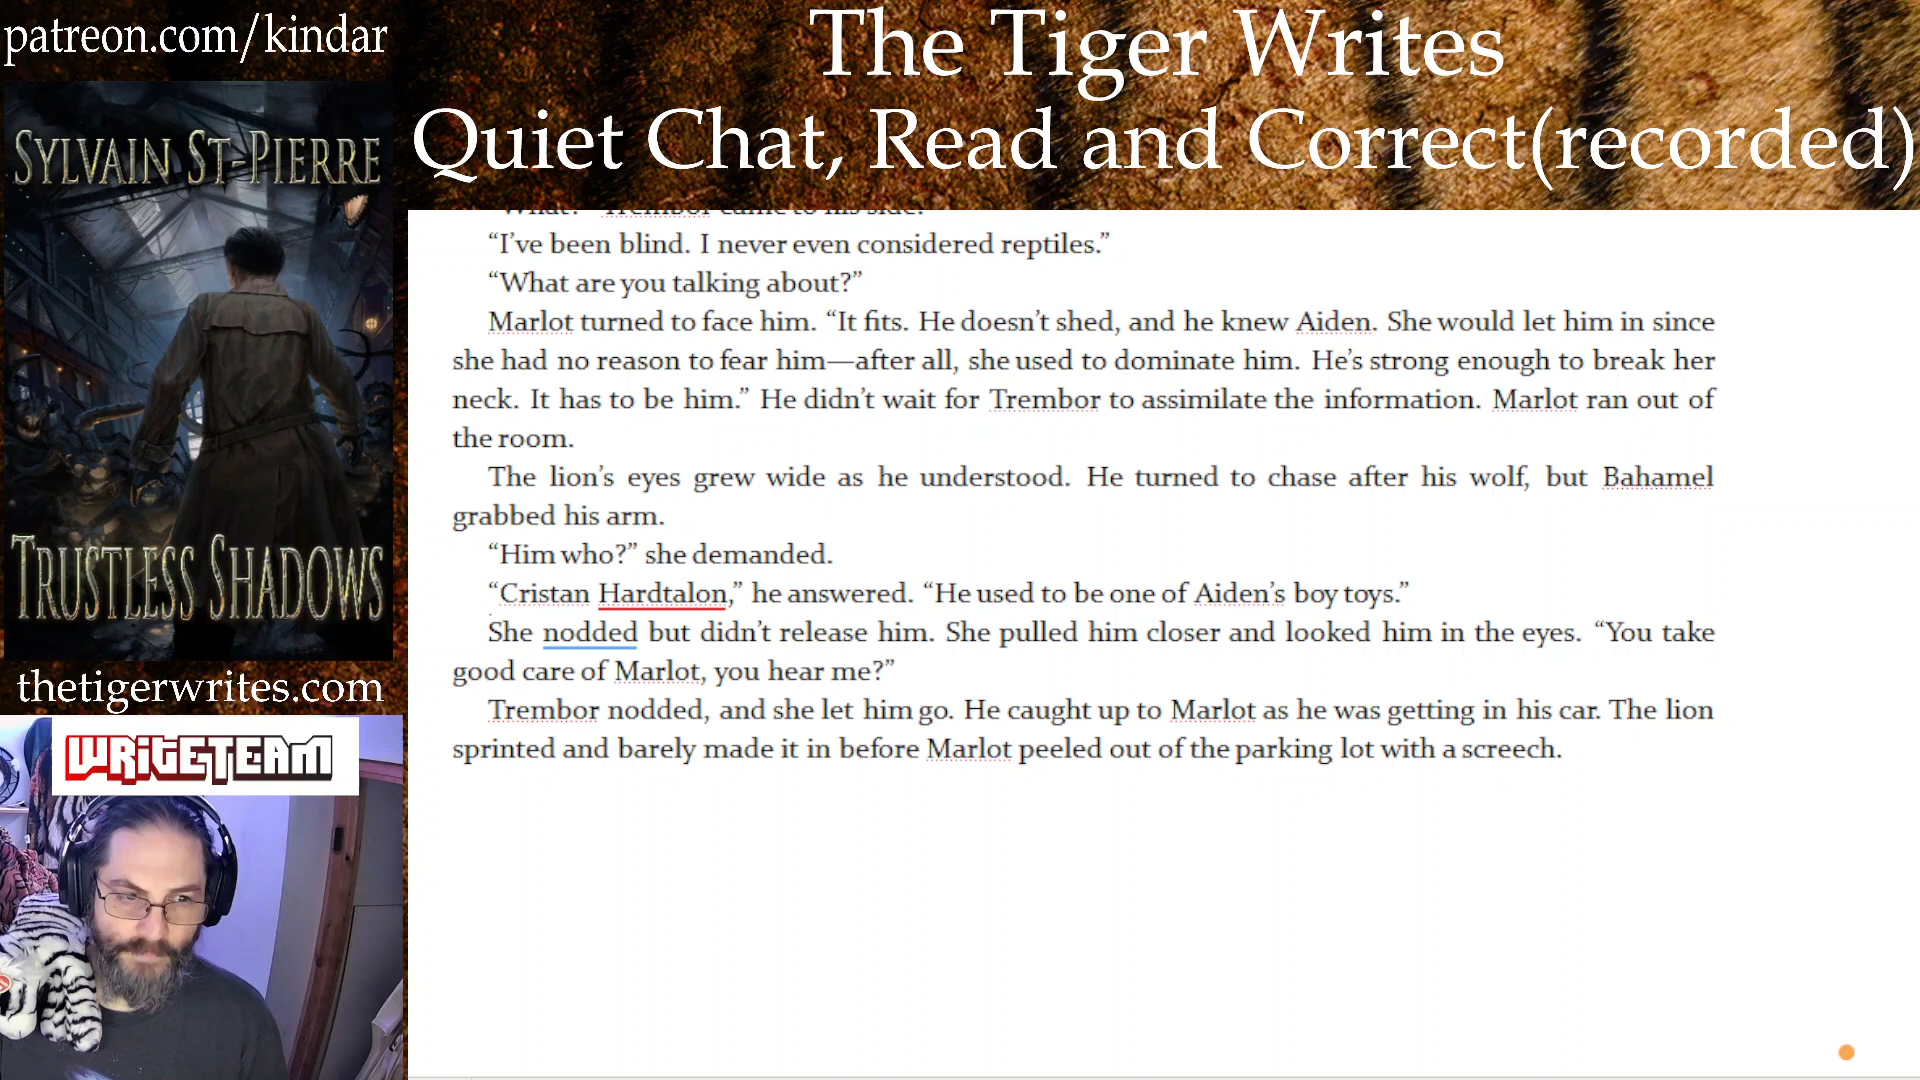 patreon.com/kindar
The Tiger Writes
Quiet Chat, Read and Correct(recorded)
SYLVAIN ST-PIERRE
TRUSTLESS SHADOWS
thetigerwrites.com
WRITETEAM
“What?” Trembor came to his side.
“I’ve been blind. I never even considered reptiles.”
“What are you talking about?”
Marlot turned to face him. “It fits. He doesn’t shed, and he knew Aiden. She would let him in since
she had no reason to fear him—after all, she used to dominate him. He’s strong enough to break her
neck. It has to be him.” He didn’t wait for Trembor to assimilate the information. Marlot ran out of
the room.
The lion’s eyes grew wide as he understood. He turned to chase after his wolf, but Bahamel
grabbed his arm.
“Him who?” she demanded.
“Cristan Hardtalon,” he answered. “He used to be one of Aiden’s boy toys.”
She nodded but didn’t release him. She pulled him closer and looked him in the eyes. “You take
good care of Marlot, you hear me?”
Trembor nodded, and she let him go. He caught up to Marlot as he was getting in his car. The lion
sprinted and barely made it in before Marlot peeled out of the parking lot with a screech.